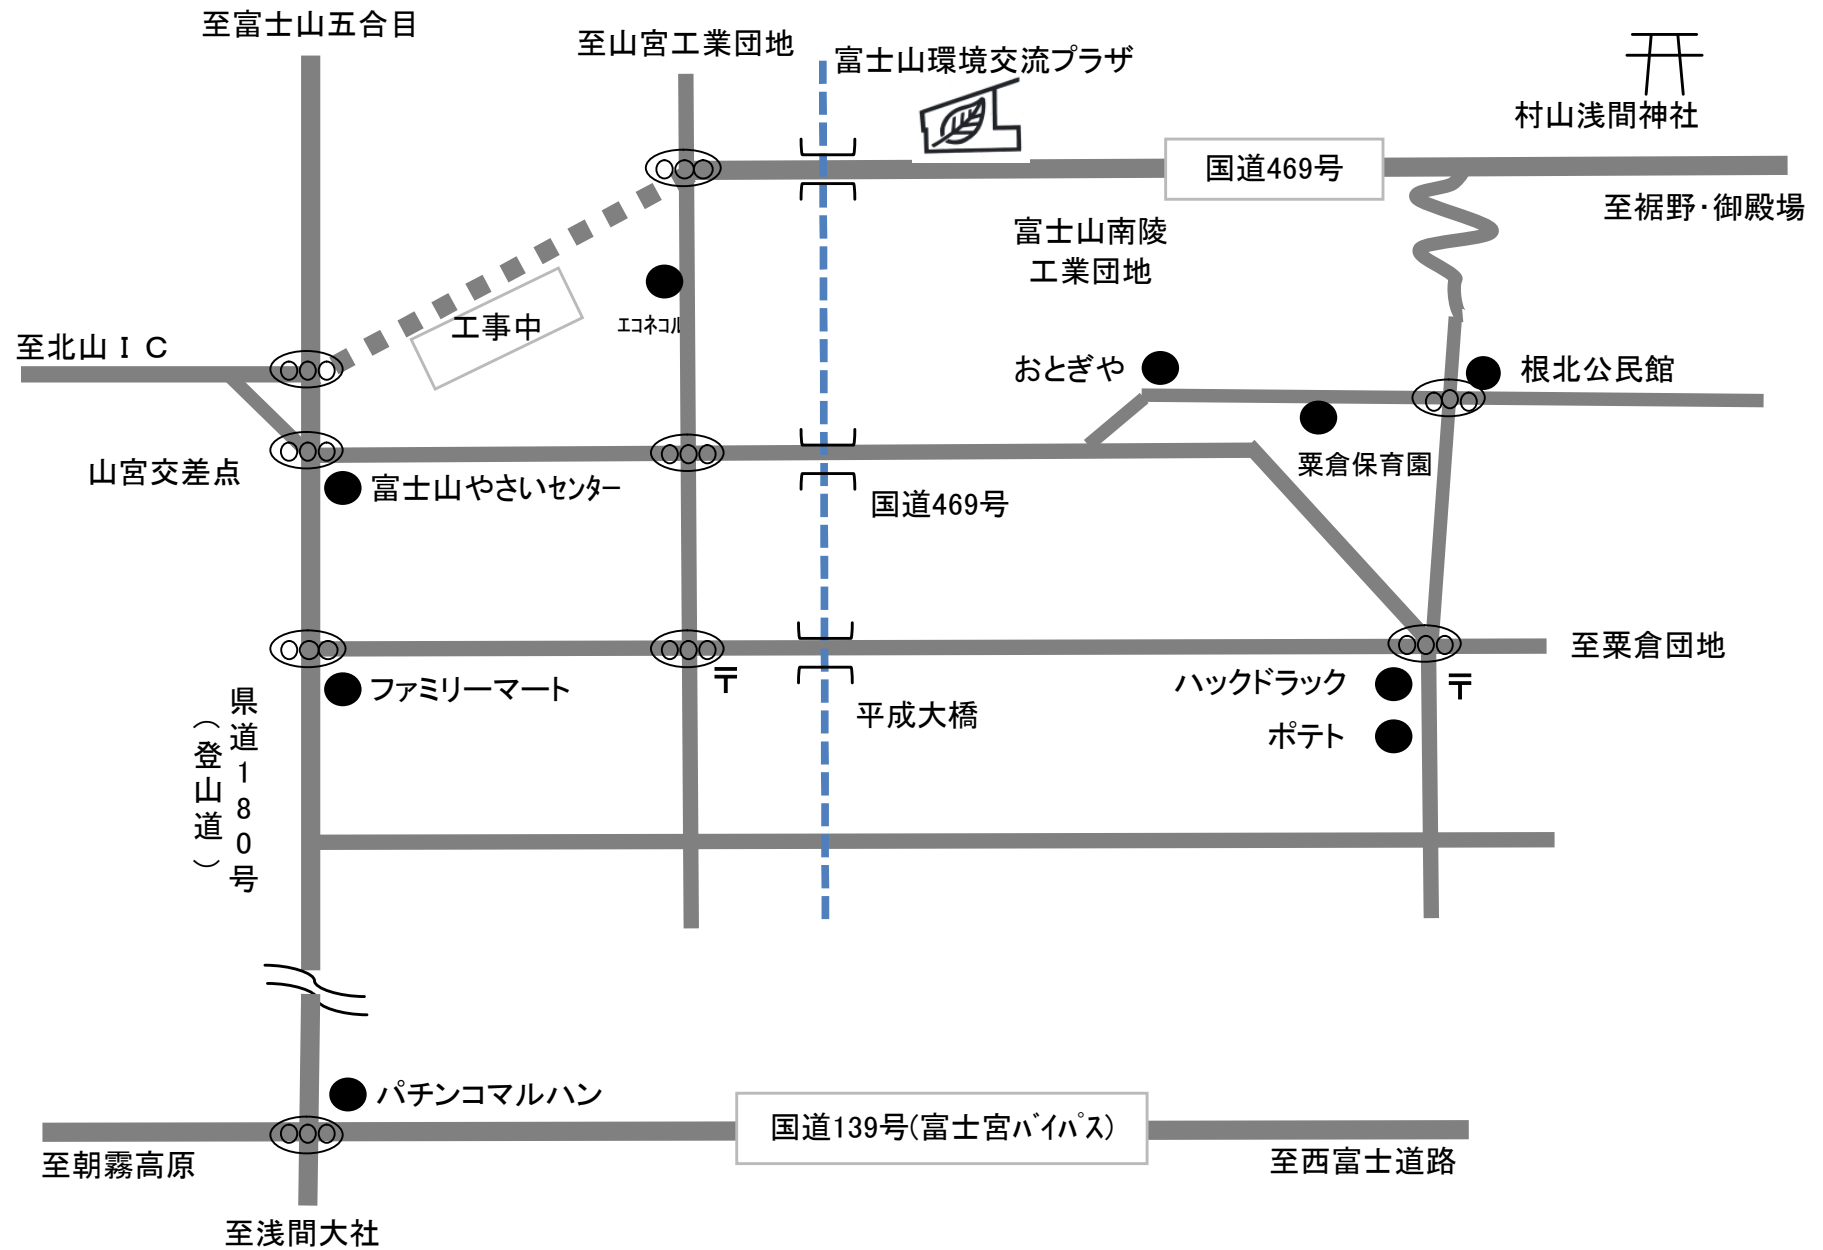 至富士山五合目
至山宮工業団地
富士山環境交流プラザ
村山浅間神社
国道469号
至裾野・御殿場
富士山南陵
工業団地
エコネコル
工事中
至北山ＩＣ
おとぎや
根北公民館
粟倉保育園
山宮交差点
富士山やさいセンター
国道469号
至粟倉団地
ファミリーマート
〒
ハックドラック
〒
平成大橋
ポテト
県道180号
（登山道）
パチンコマルハン
国道139号(富士宮バイパス)
至朝霧高原
至西富士道路
至浅間大社